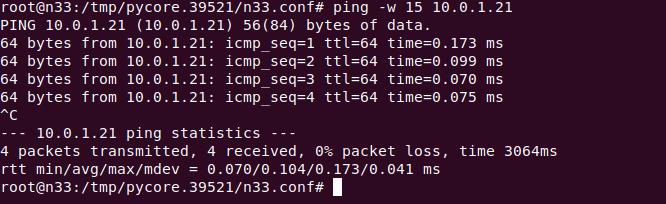 root@n33:/tmp/pycore.39521/n33.conf# ping -w 15 10.0.1.21
PING 10.0.1.21 (10.0.1.21) 56(84) bytes of data.
64 bytes from 10.0.1.21: icmp_seq=1 ttl=64 time=0.173 ms
64 bytes from 10.0.1.21: icmp_seq=2 ttl=64 time=0.099 ms
64 bytes from 10.0.1.21: icmp_seq=3 ttl=64 time=0.070 ms
64 bytes from 10.0.1.21: icmp_seq=4 ttl=64 time=0.075 ms
^C
--- 10.0.1.21 ping statistics ---
4 packets transmitted, 4 received, 0% packet loss, time 3064ms
rtt min/avg/max/mdev = 0.070/0.104/0.173/0.041 ms
root@n33:/tmp/pycore.39521/n33.conf#